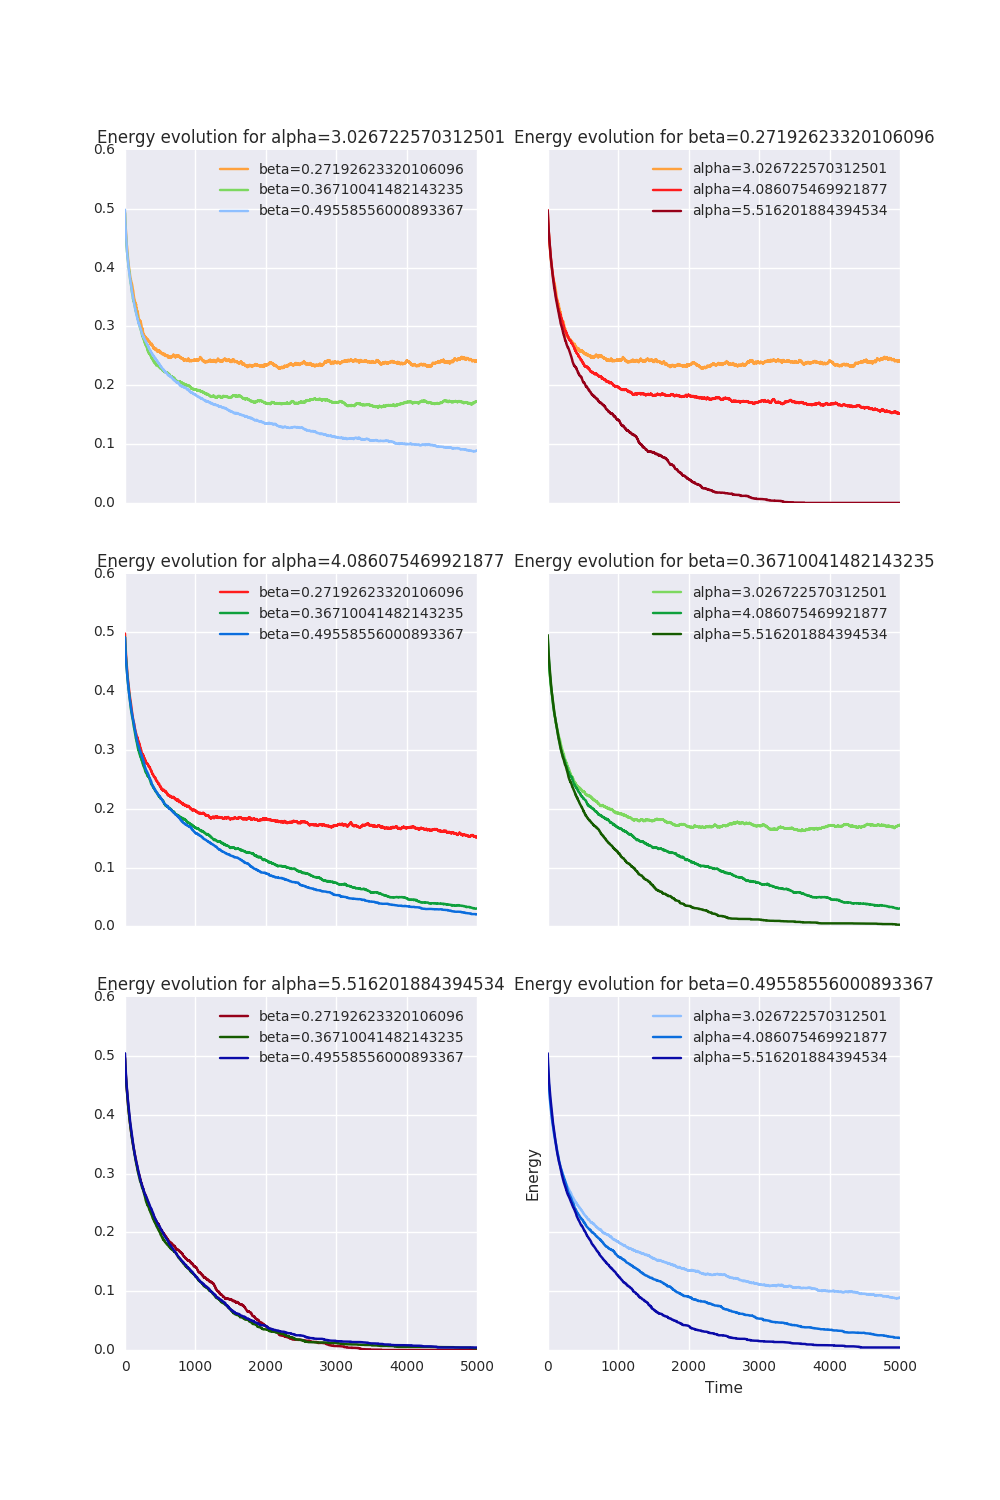 Energy evolution for alpha=3.026722570312501
0.6
0.5
0.4
0.3
0.2
0.1
0.0
beta=0.27192623320106096
beta=0.36710041482143235
beta=0.49558556000893367
Energy evolution for beta=0.27192623320106096
alpha=3.026722570312501
alpha=4.086075469921877
alpha=5.516201884394534
Energy evolution for alpha=4.086075469921877
0.6
0.5
0.4
0.3
0.2
0.1
0.0
beta=0.27192623320106096
beta=0.36710041482143235
beta=0.49558556000893367
Energy evolution for beta=0.36710041482143235
alpha=3.026722570312501
alpha=4.086075469921877
alpha=5.516201884394534
Energy evolution for alpha=5.516201884394534
0.6
0.5
0.4
0.3
0.2
0.1
0.0
beta=0.27192623320106096
beta=0.36710041482143235
beta=0.49558556000893367
0 1000 2000 3000 4000 5000
Energy evolution for beta=0.49558556000893367
alpha=3.026722570312501
alpha=4.086075469921877
alpha=5.516201884394534
Energy
0 1000 2000 3000 4000 5000
Time